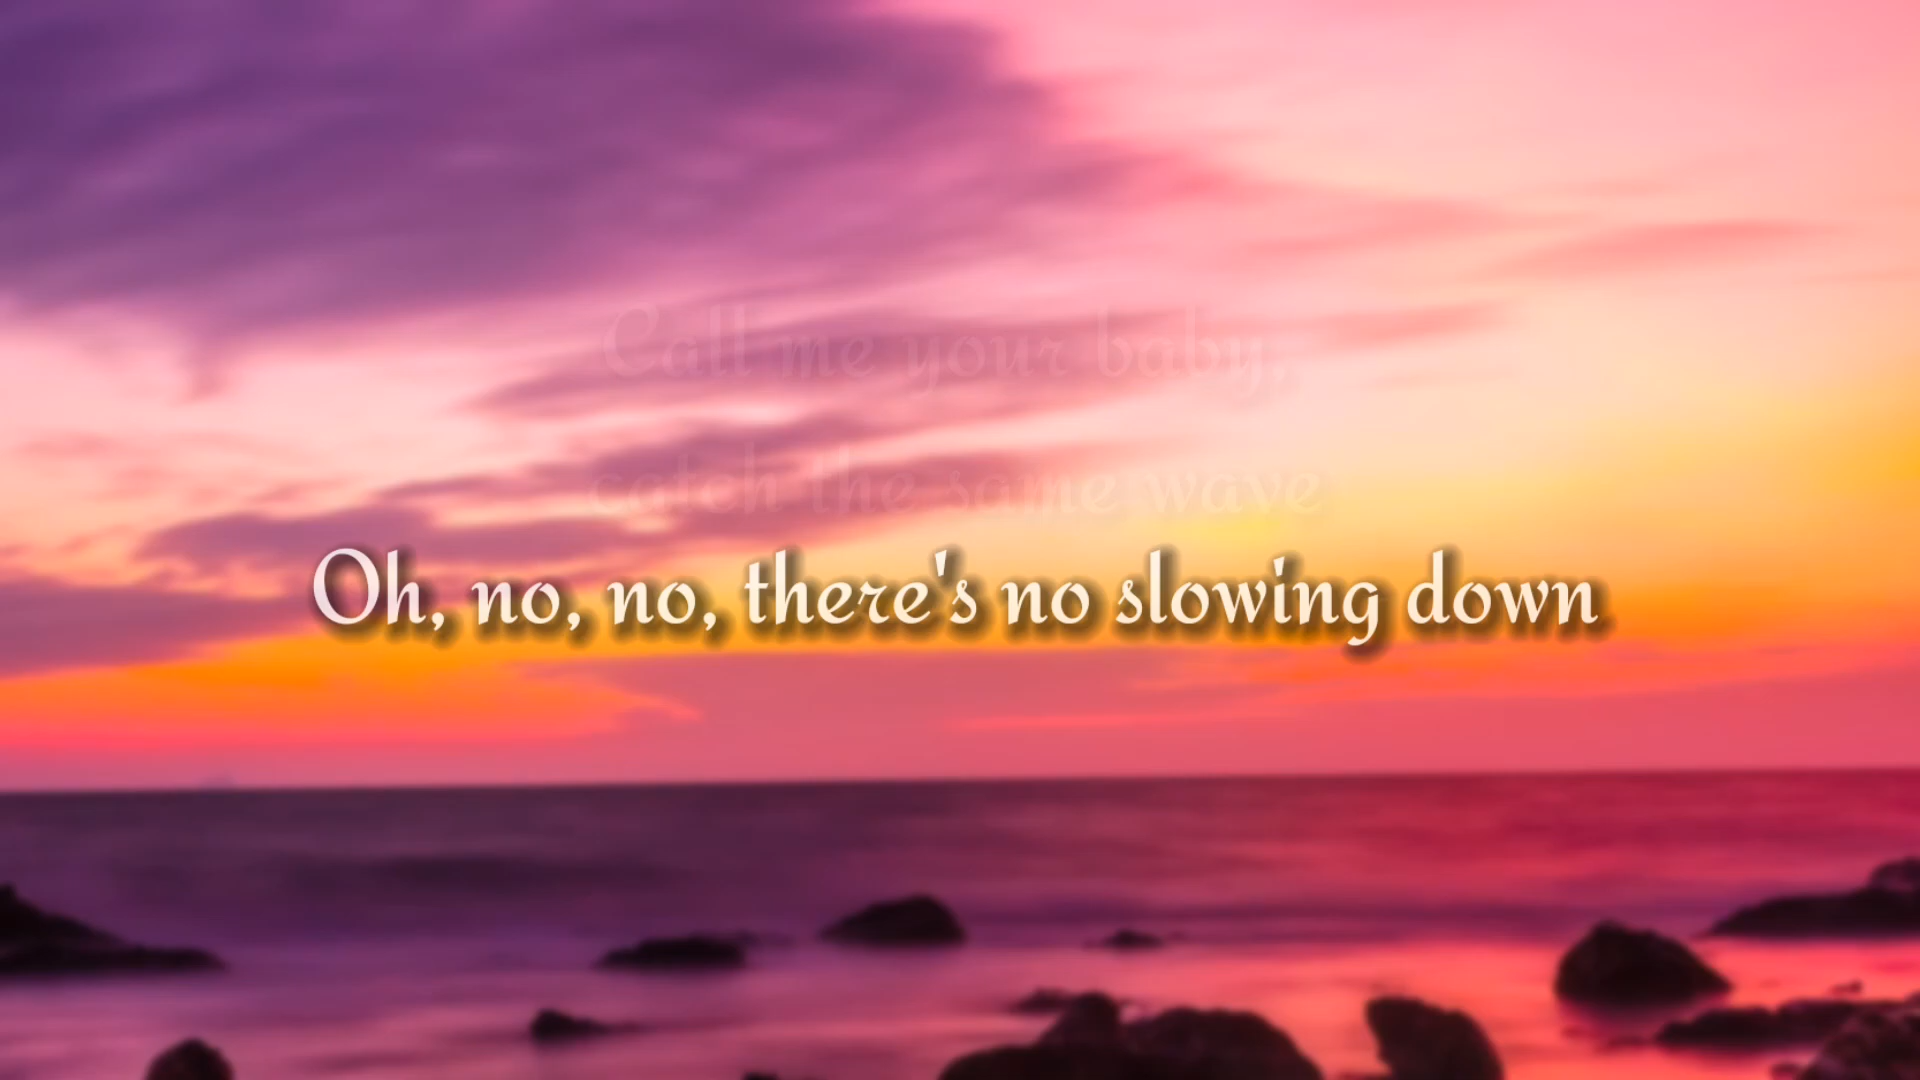 Call me your baby,
catch the same wave
Oh, no, no, there's no slowing down